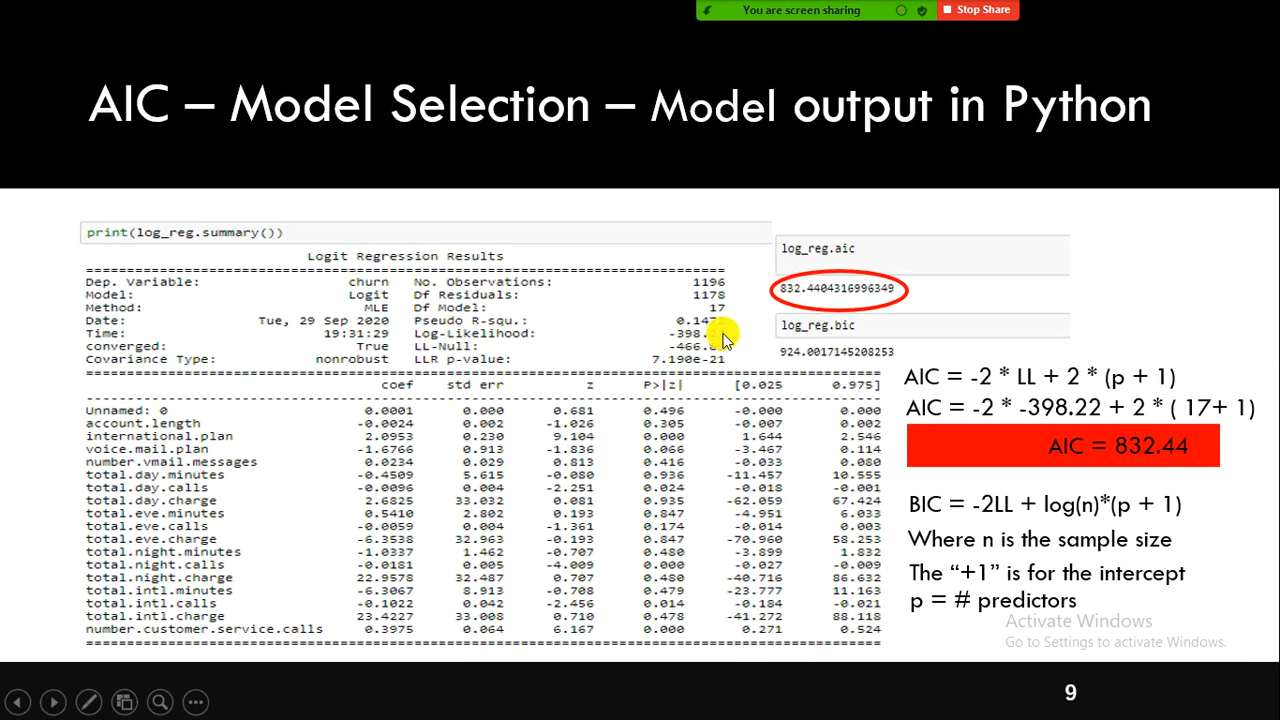 You are screen sharing
Stop Share
AIC – Model Selection – Model output in Python
print(log_reg.summary())
Logit Regression Results
Dep. Variable: churn No. Observations: 1196
Model: Logit Df Residuals: 1178
Method: MLE Df Model: 17
Date: Tue, 29 Sep 2020 Pseudo R-squ.: 0.147
Time: 19:31:29 Log-Likelihood: -398.
converged: True LL-Null: -466.
Covariance Type: nonrobust LLR p-value: 7.190e-21
coef std err z P>|z| [0.025 0.975]
Unnamed: 0 0.0001 0.000 0.681 0.496 -0.000 0.000
account.length -0.0024 0.002 -1.026 0.305 -0.007 0.002
international.plan 2.0953 0.230 9.104 0.000 1.644 2.546
voice.mail.plan -1.6766 0.913 -1.836 0.066 -3.467 0.114
number.vmail.messages 0.0234 0.029 0.813 0.416 -0.033 0.080
total.day.minutes -0.4509 5.615 -0.080 0.936 -11.457 10.555
total.day.calls -0.0096 0.004 -2.251 0.024 -0.018 -0.001
total.day.charge 2.6825 33.032 0.081 0.935 -62.059 67.424
total.eve.minutes 0.5410 2.802 0.193 0.847 -4.951 6.033
total.eve.calls -0.0059 0.004 -1.361 0.174 -0.014 0.003
total.eve.charge -6.3538 32.963 -0.193 0.847 -70.960 58.253
total.night.minutes -1.0337 1.462 -0.707 0.480 -3.899 1.832
total.night.calls -0.0181 0.005 -4.009 0.000 -0.027 -0.009
total.night.charge 22.9578 32.487 0.707 0.480 -40.716 86.632
total.intl.minutes -6.3067 8.913 -0.708 0.479 -23.777 11.163
total.intl.calls -0.1022 0.042 -2.456 0.014 -0.184 -0.021
total.intl.charge 23.4227 33.008 0.710 0.478 -41.272 88.118
number.customer.service.calls 0.3975 0.064 6.167 0.000 0.271 0.524
log_reg.aic
832.4404316996349
log_reg.bic
924.0017145208253
AIC = -2 * LL + 2 * (p + 1)
AIC = -2 * -398.22 + 2 * ( 17+ 1)
AIC = 832.44
BIC = -2LL + log(n)*(p + 1)
Where n is the sample size
The “+1” is for the intercept
p = # predictors
Activate Windows
Go to Settings to activate Windows.
9